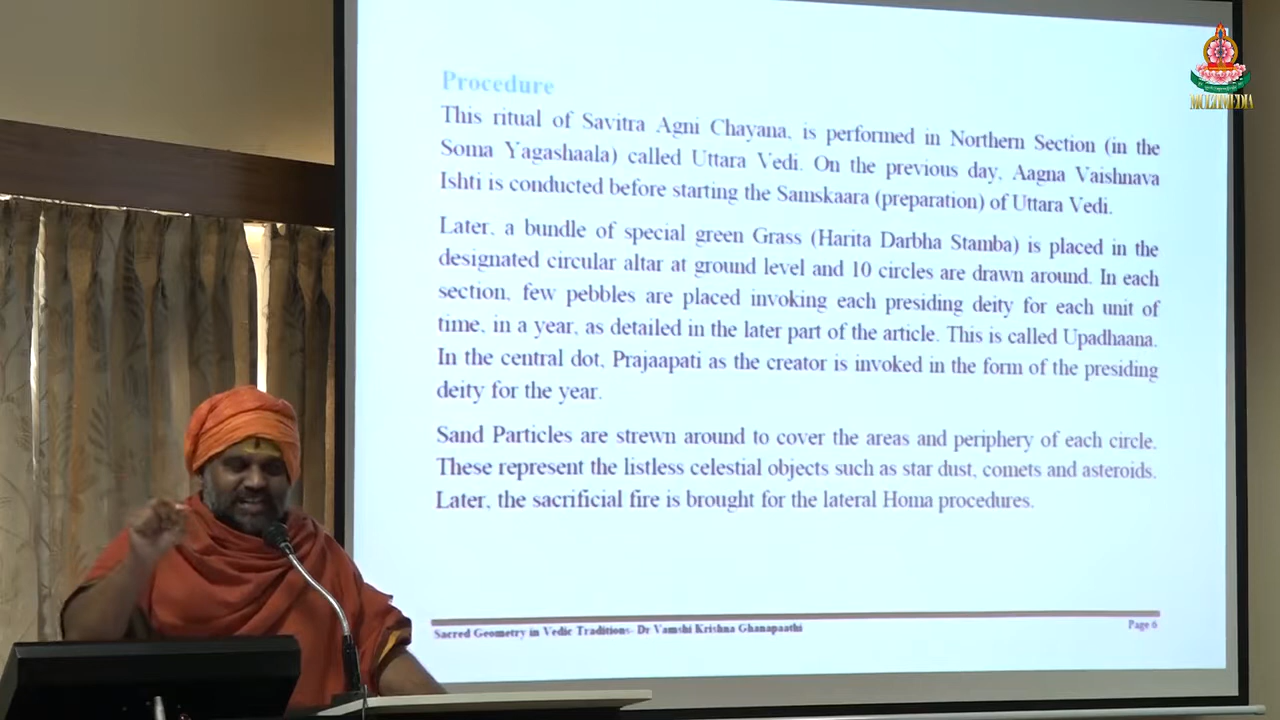 MULTIMEDIA
Procedure
This ritual of Savitra Agni Chayana, is performed in Northern Section (in the
Soma Yagashaala) called Uttara Vedi. On the previous day, Aagna Vaishnava
Ishti is conducted before starting the Samskaara (preparation) of Uttara Vedi.
Later, a bundle of special green Grass (Harita Darbha Stamba) is placed in the
designated circular altar at ground level and 10 circles are drawn around. In each
section, few pebbles are placed invoking each presiding deity for each unit of
time, in a year, as detailed in the later part of the article. This is called Upadhaana.
In the central dot, Prajaapati as the creator is invoked in the form of the presiding
deity for the year.
Sand Particles are strewn around to cover the areas and periphery of each circle.
These represent the listless celestial objects such as star dust, comets and asteroids.
Later, the sacrificial fire is brought for the lateral Homa procedures.
Sacred Geometry in Vedic Traditions- Dr Vamshi Krishna Ghanapaathi
Page 6